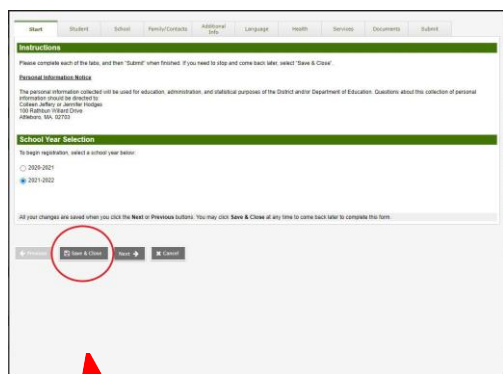 Start
Student
School
Family/Contacts
Additional
Info
Language
Health
Services
Documents
Submit
Instructions
Please complete each of the tabs, and then "Submit" when finished. If you need to stop and come back later, select "Save & Close".
Personal Information Notice
The personal information collected will be used for education, administration, and statistical purposes of the District and/or Department of Education. Questions about this collection of personal
information should be directed to:
Colleen Jeffery or Jennifer Hodges
100 Rathbun Willard Drive
Attleboro, MA, 02703
School Year Selection
To begin registration, select a school year below:
2020-2021
2021-2022
All your changes are saved when you click the Next or Previous buttons. You may click Save & Close at any time to come back later to complete this form.
Previous
Save & Close
Next
Cancel